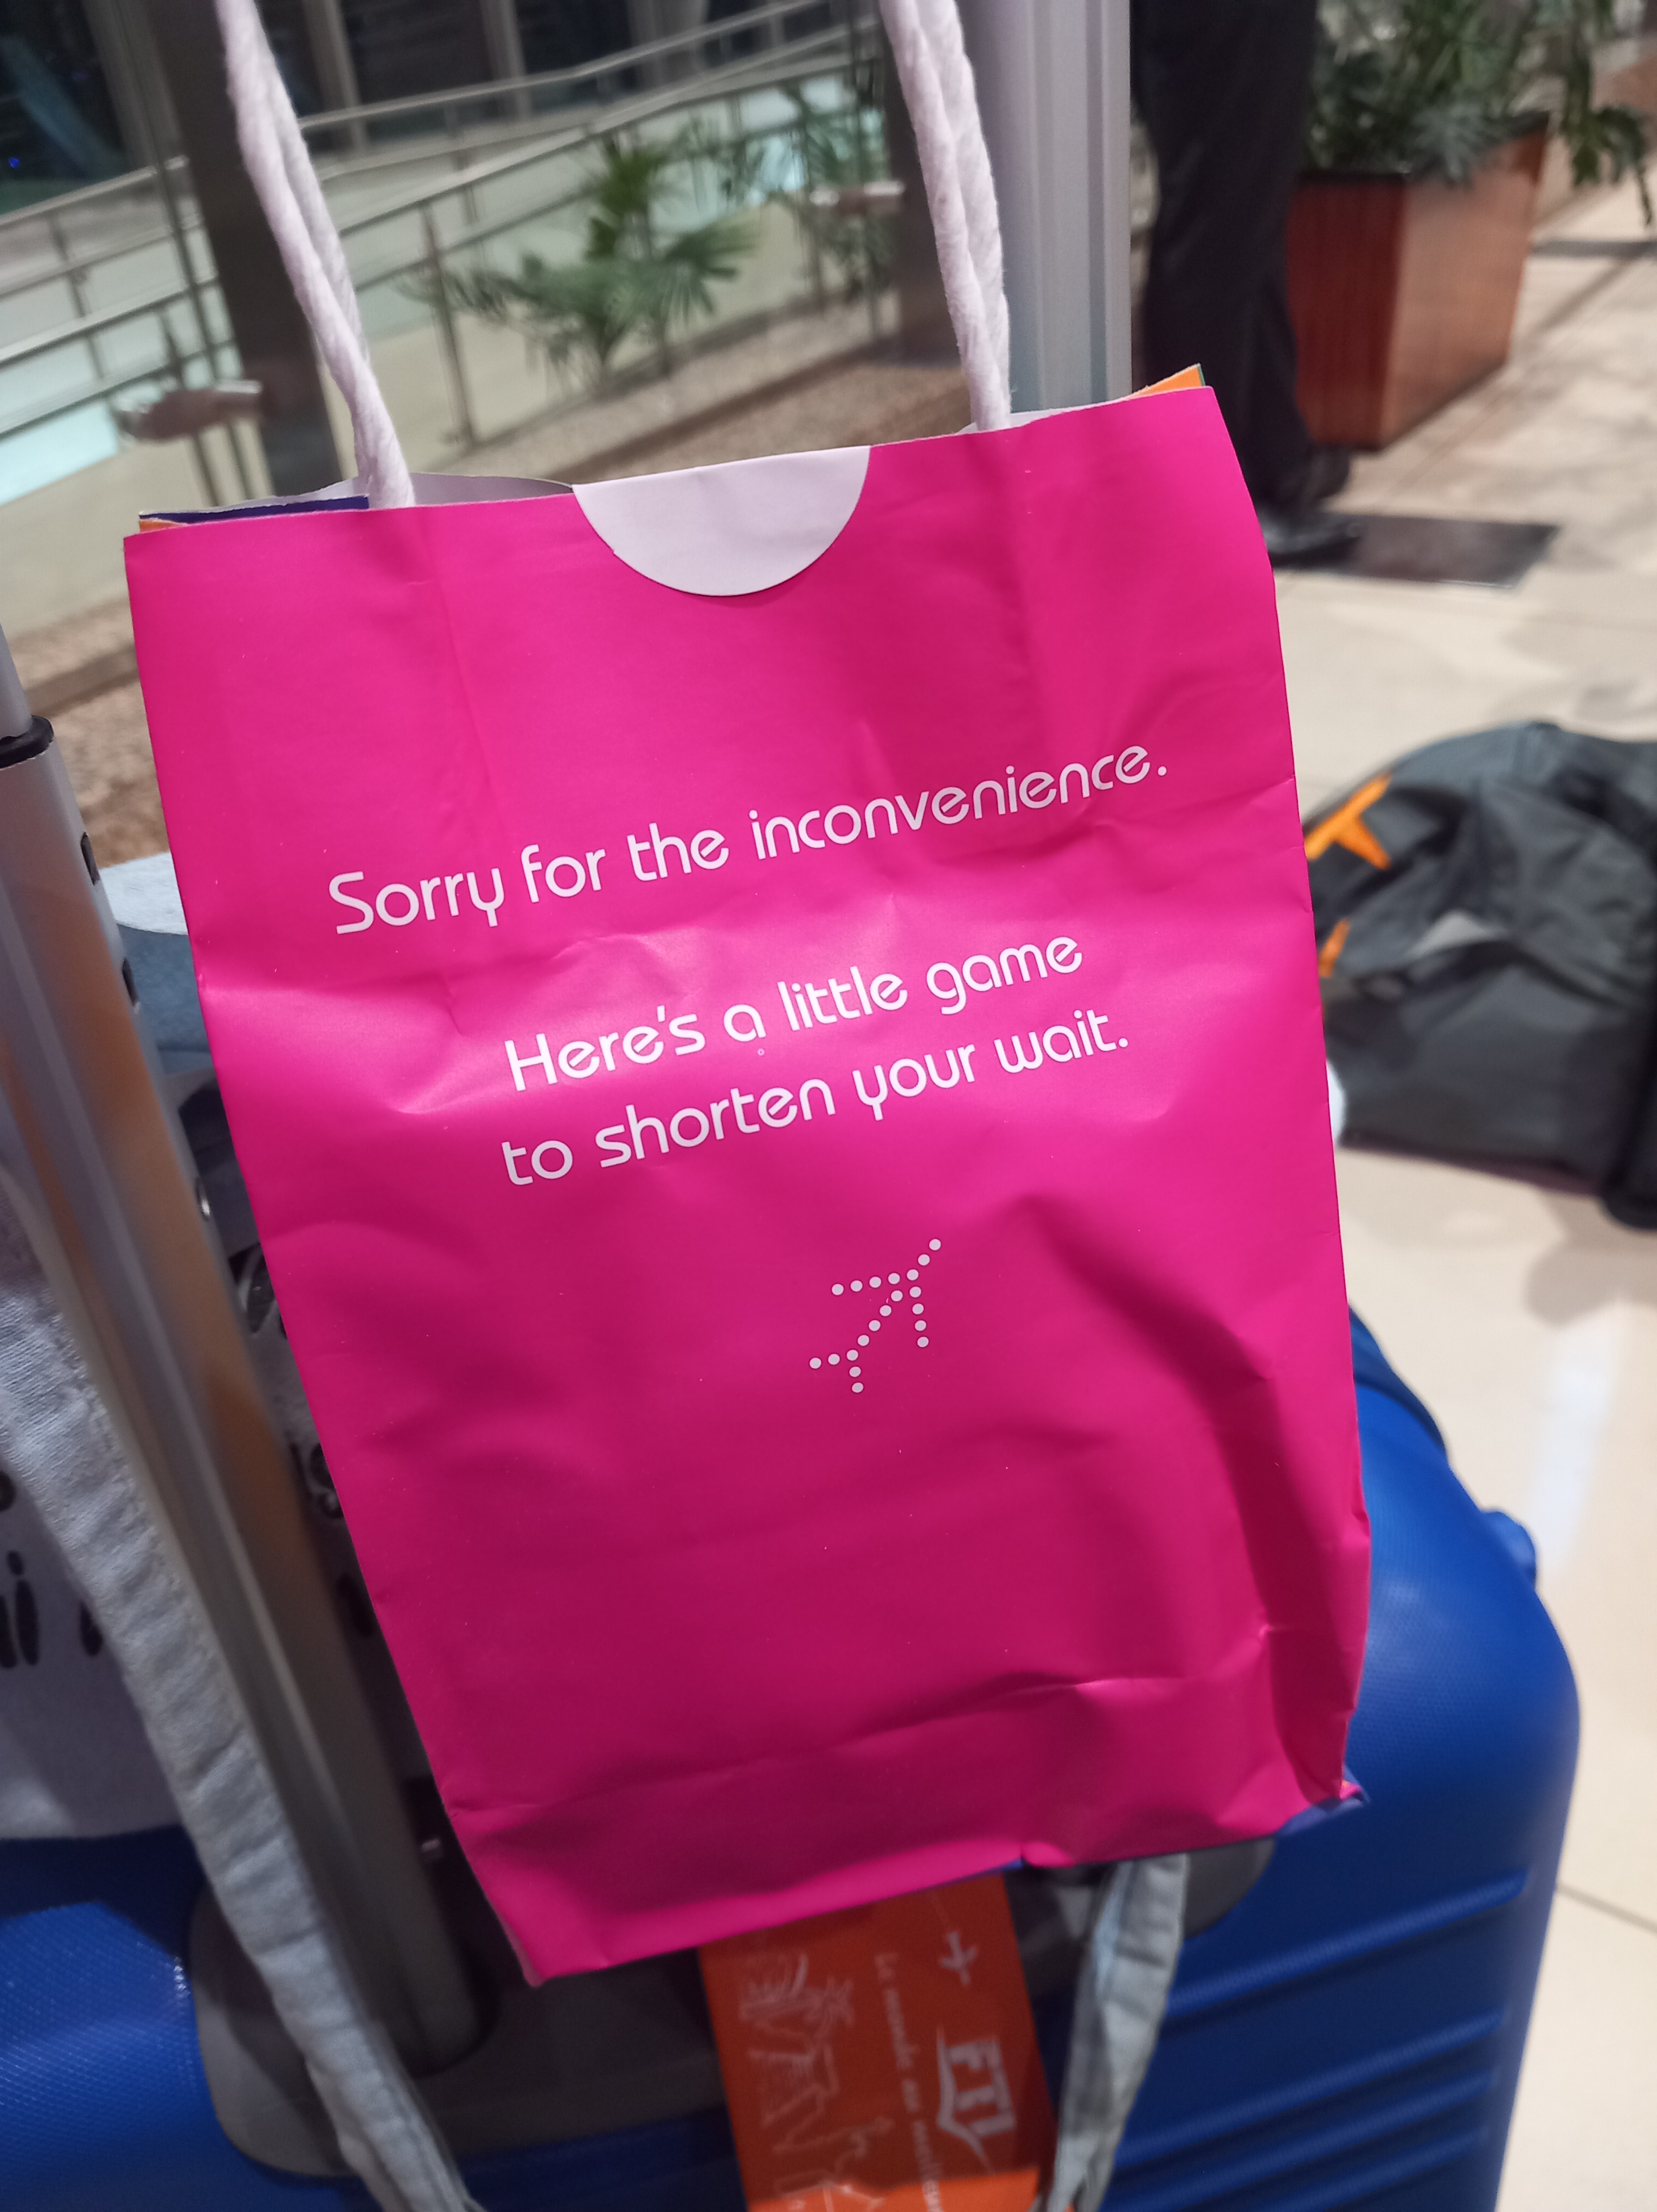 Sorry for the inconvenience.
Here's a little game
to shorten your wait.
FTI